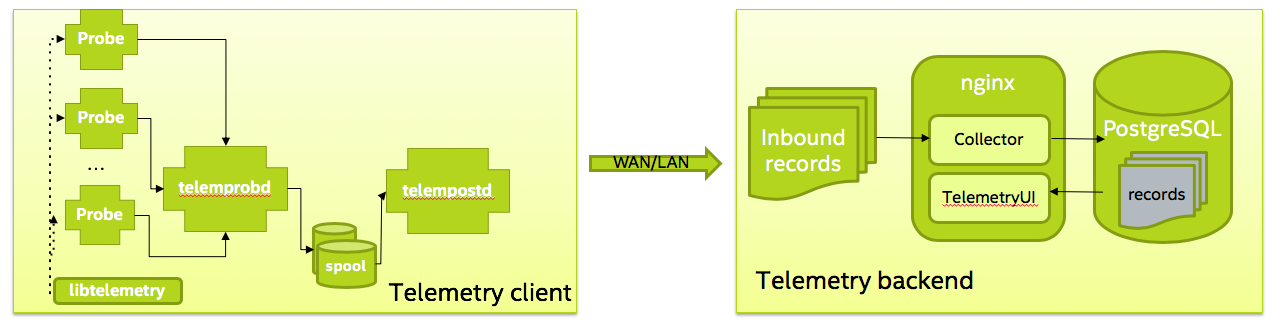 Probe
Probe
...
Probe
libtelemetry
telemprobd
spool
telempostd
Telemetry client
WAN/LAN
Inbound
records
nginx
Collector
TelemetryUI
PostgreSQL
records
Telemetry backend